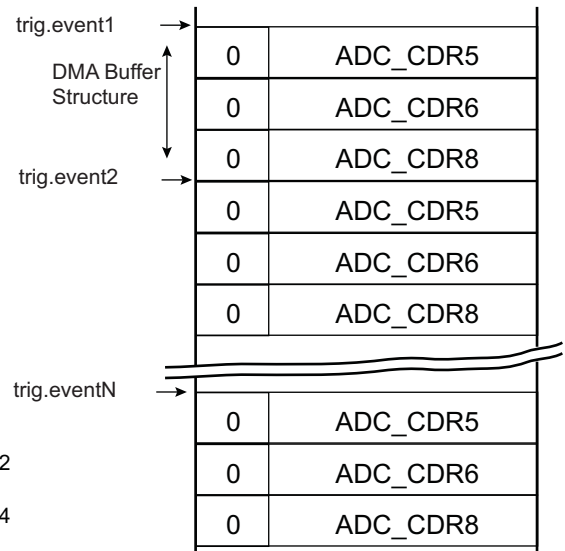 trig.event1
0 ADC_CDR5
DMA Buffer
Structure
0 ADC_CDR6
0 ADC_CDR8
trig.event2
0 ADC_CDR5
0 ADC_CDR6
0 ADC_CDR8
trig.eventN
0 ADC_CDR5
2
0 ADC_CDR6
4
0 ADC_CDR8